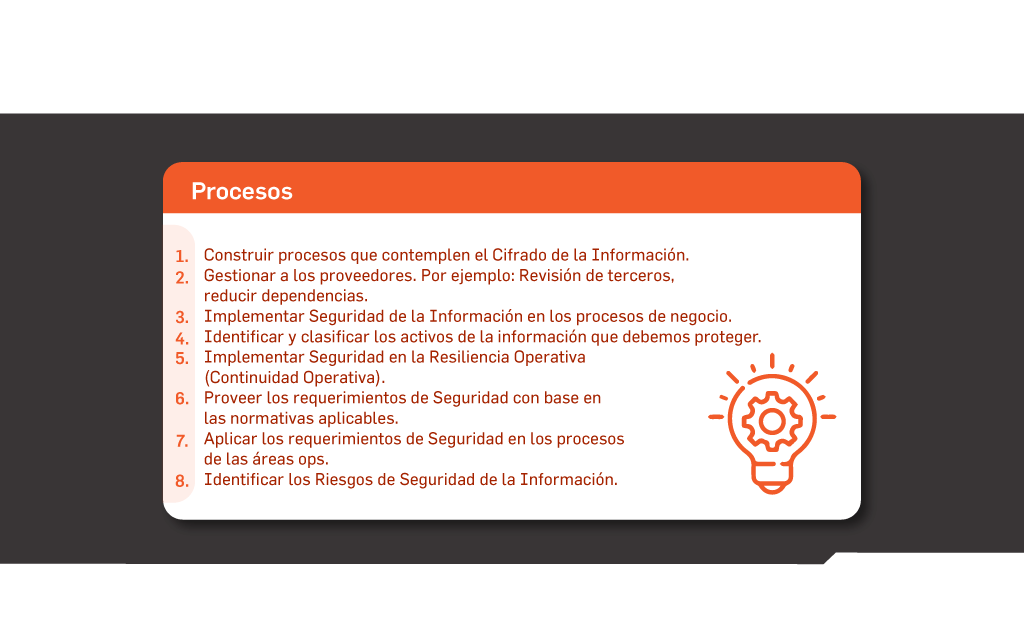 Procesos
1. Construir procesos que contemplen el Cifrado de la Información.
2. Gestionar a los proveedores. Por ejemplo: Revisión de terceros,
reducir dependencias.
3. Implementar Seguridad de la Información en los procesos de negocio.
4. Identificar y clasificar los activos de la información que debemos proteger.
5. Implementar Seguridad en la Resiliencia Operativa
(Continuidad Operativa).
6. Proveer los requerimientos de Seguridad con base en
las normativas aplicables.
7. Aplicar los requerimientos de Seguridad en los procesos
de las áreas ops.
8. Identificar los Riesgos de Seguridad de la Información.